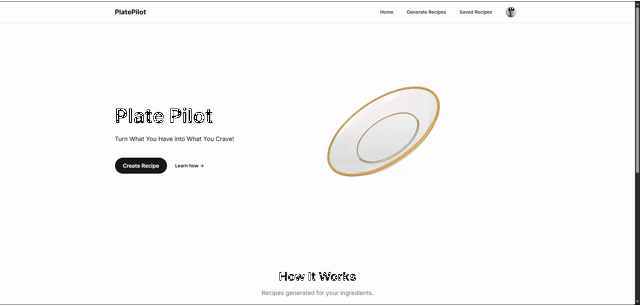 PlatePilot
Home Generate Recipes Saved Recipes
Plate Pilot
Turn What You Have into What You Crave!
Create Recipe Learn how →
How It Works
Recipes generated for your ingredients.